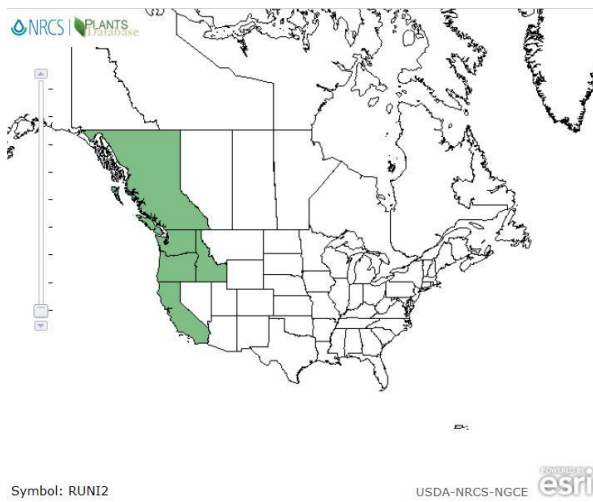 NRCS | PLANTS
Database
Symbol: RUNI2
USDA-NRCS-NGCE
POWERED BY
esri